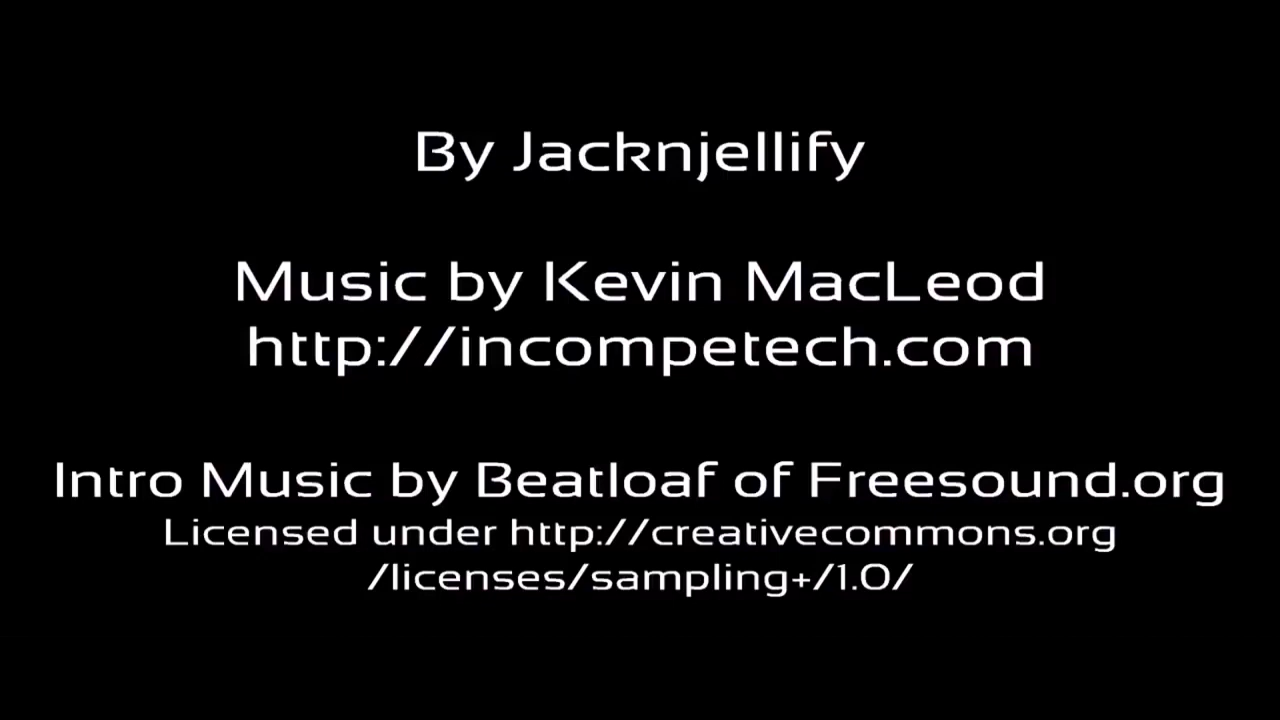 By Jacknjellify
Music by Kevin MacLeod
http://incompetech.com
Intro Music by Beatloaf of Freesound.org
Licensed under http://creativecommons.org
/licenses/sampling+/1.0/